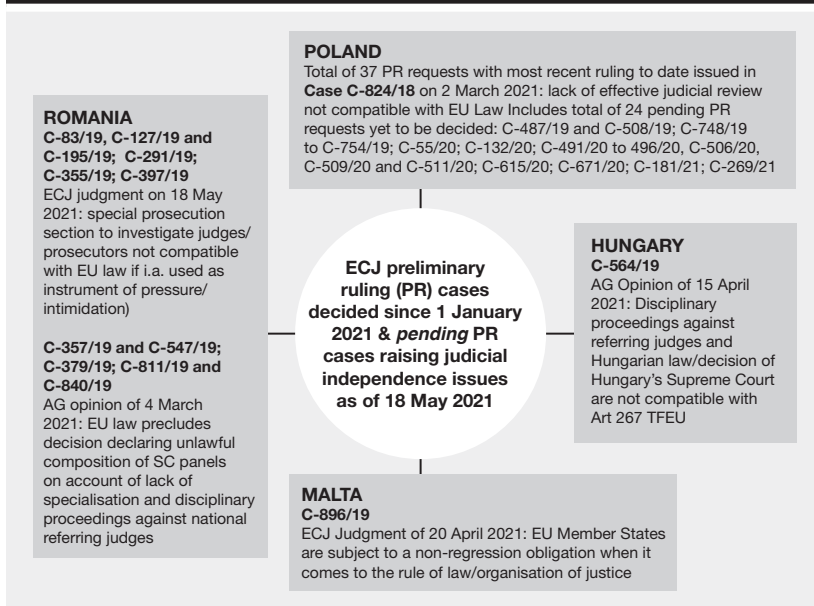 POLAND
Total of 37 PR requests with most recent ruling to date issued in
Case C-824/18 on 2 March 2021: lack of effective judicial review
not compatible with EU Law Includes total of 24 pending PR
requests yet to be decided: C-487/19 and C-508/19; C-748/19
to C-754/19; C-55/20; C-132/20; C-491/20 to 496/20, C-506/20,
C-509/20 and C-511/20; C-615/20; C-671/20; C-181/21; C-269/21
ROMANIA
C-83/19, C-127/19 and
C-195/19; C-291/19;
C-355/19; C-397/19
ECJ judgment on 18 May
2021: special prosecution
section to investigate judges/
prosecutors not compatible
with EU law if i.a. used as
instrument of pressure/
intimidation)
C-357/19 and C-547/19;
C-379/19; C-811/19 and
C-840/19
AG opinion of 4 March
2021: EU law precludes
decision declaring unlawful
composition of SC panels
on account of lack of
specialisation and disciplinary
proceedings against national
referring judges
ECJ preliminary
ruling (PR) cases
decided since 1 January
2021 & pending PR
cases raising judicial
independence issues
as of 18 May 2021
HUNGARY
C-564/19
AG Opinion of 15 April
2021: Disciplinary
proceedings against
referring judges and
Hungarian law/decision of
Hungary's Supreme Court
are not compatible with
Art 267 TFEU
MALTA
C-896/19
ECJ Judgment of 20 April 2021: EU Member States
are subject to a non-regression obligation when it
comes to the rule of law/organisation of justice